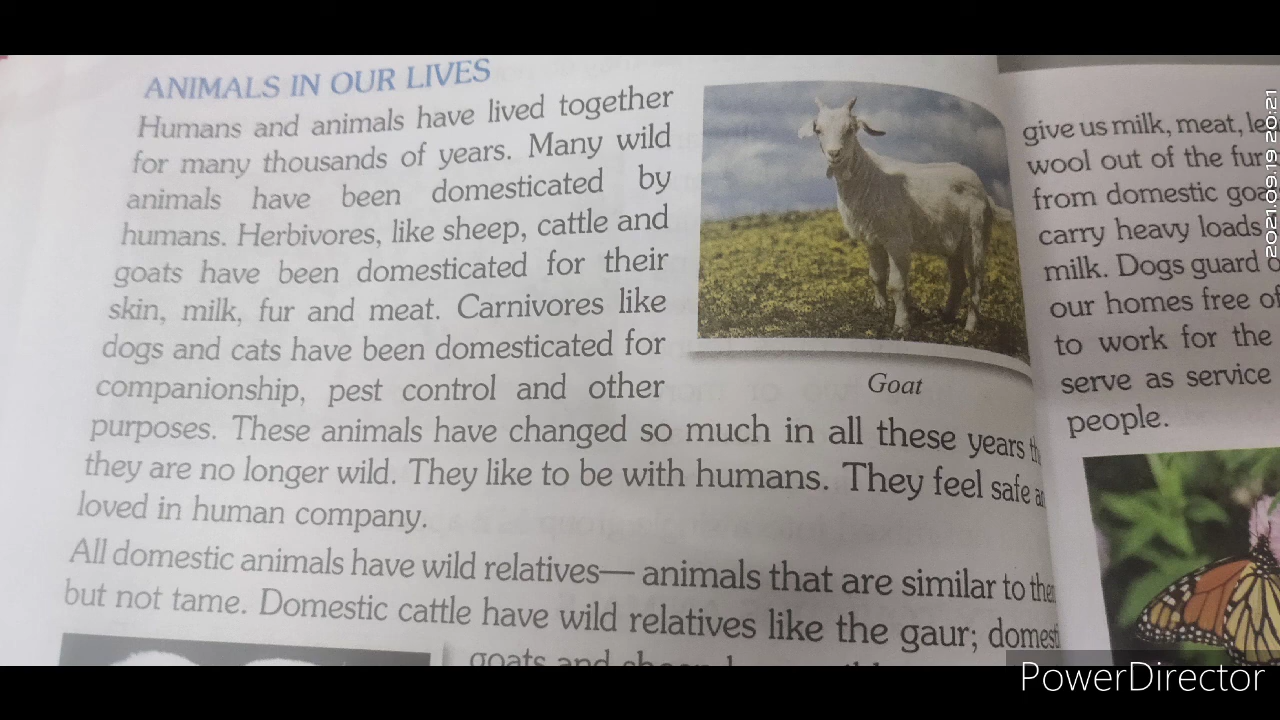 ANIMALS IN OUR LIVES
Humans and animals have lived together
for many thousands of years. Many wild
animals have been domesticated by
humans. Herbivores, like sheep, cattle and
goats have been domesticated for their
skin, milk, fur and meat. Carnivores like
dogs and cats have been domesticated for
companionship, pest control and other
purposes. These animals have changed so much in all these years
they are no longer wild. They like to be with humans. They feel safe
loved in human company.
All domestic animals have wild relatives— animals that are similar to
but not tame. Domestic cattle have wild relatives like the gaur;
goats and
Goat
give us milk, meat,
wool out of the fur
from domestic
carry heavy loads
milk. Dogs guard
our homes free of
to work for the
serve as service
people.
2021.09.19 20:21
PowerDirector